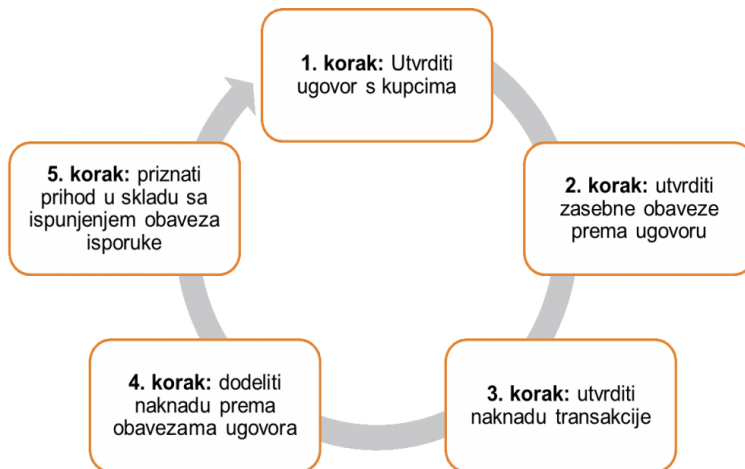 1. korak: Utvrditi
ugovor s kupcima
2. korak: utvrditi
zasebne obaveze
prema ugovoru
3. korak: utvrditi
naknadu transakcije
4. korak: dodeliti
naknadu prema
obavezama ugovora
5. korak: priznati
prihod u skladu sa
ispunjenjem obaveza
isporuke